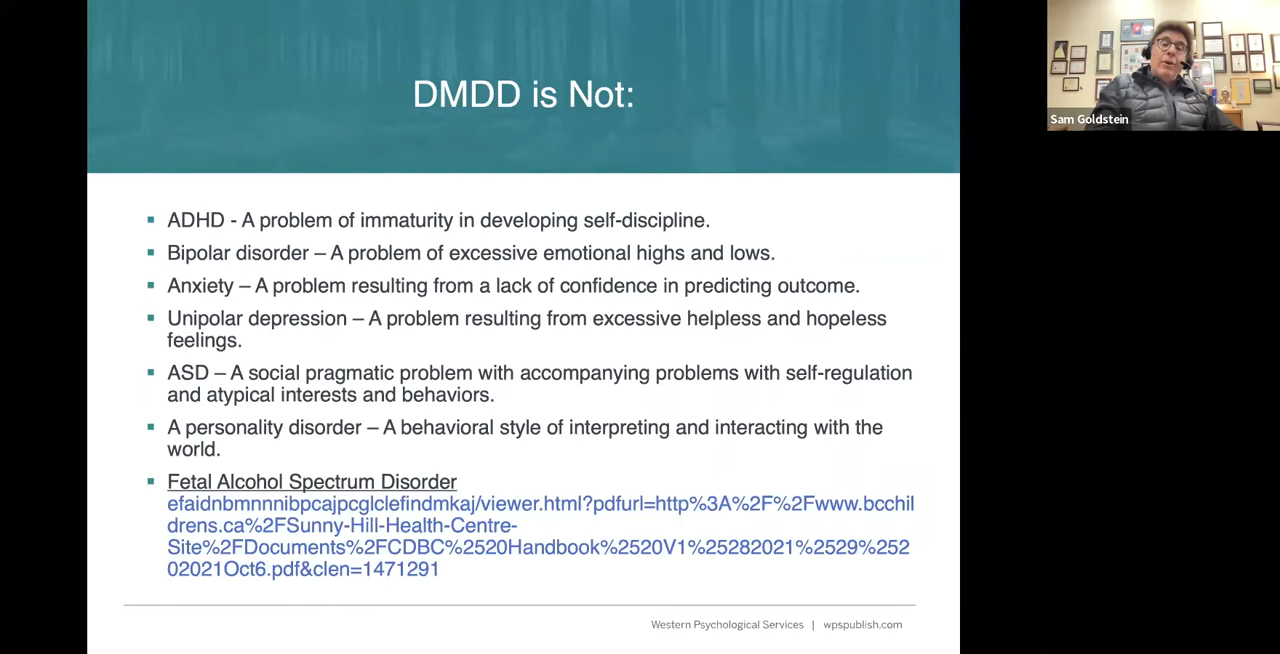 DMDD is Not:
Sam Goldstein
ADHD - A problem of immaturity in developing self-discipline.
Bipolar disorder – A problem of excessive emotional highs and lows.
Anxiety – A problem resulting from a lack of confidence in predicting outcome.
Unipolar depression – A problem resulting from excessive helpless and hopeless
feelings.
ASD – A social pragmatic problem with accompanying problems with self-regulation
and atypical interests and behaviors.
A personality disorder – A behavioral style of interpreting and interacting with the
world.
Fetal Alcohol Spectrum Disorder
efaidnbmnnnibpcajpcglclefindmkaj/viewer.html?pdfurl=http%3A%2F%2Fwww.bcchil
drens.ca%2FSunny-Hill-Health-Centre-
Site%2FDocuments%2FCDBC%2520Handbook%2520V1%25282021%2529%252
02021Oct6.pdf&clen=1471291
Western Psychological Services | wpspublish.com